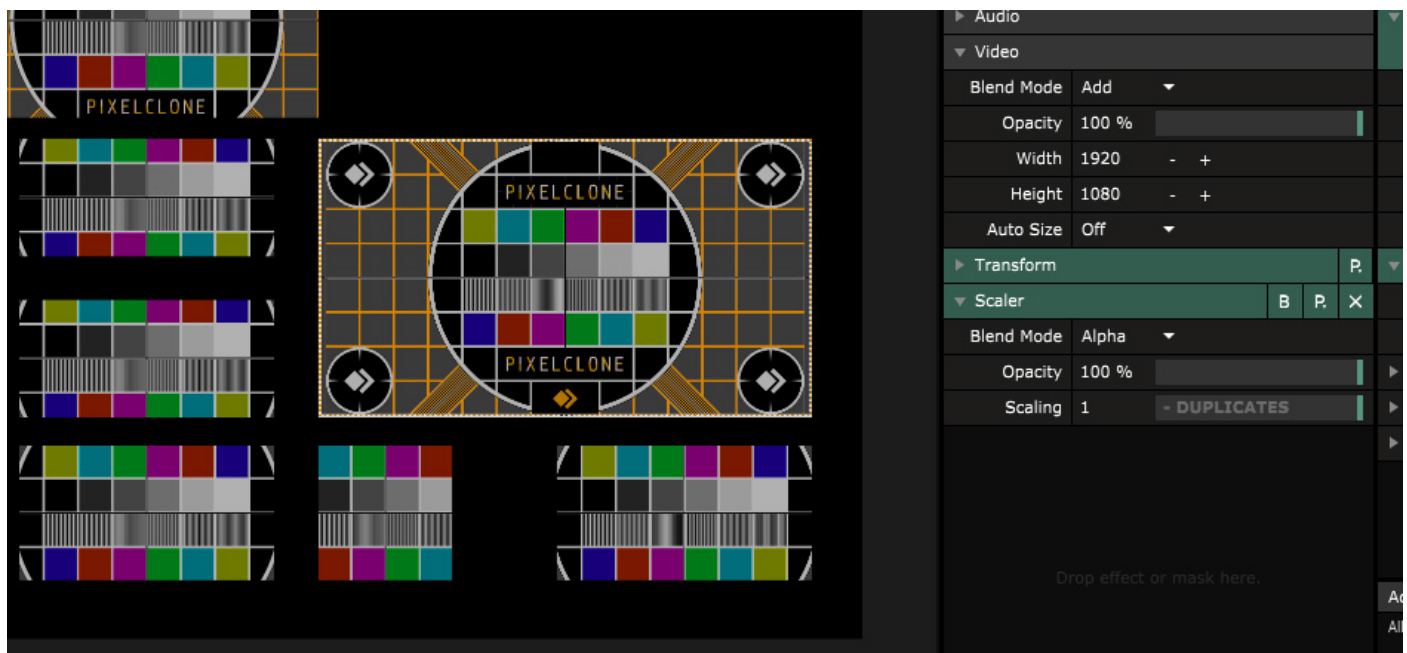 Audio
Video
Blend Mode Add
Opacity 100 %
Width 1920 - +
Height 1080 - +
Auto Size Off
Transform P.
Scaler B P. X
Blend Mode Alpha
Opacity 100 %
Scaling 1 - DUPLICATES
Drop effect or mask here.
PIXELCLONE
PIXELCLONE
PIXELCLONE